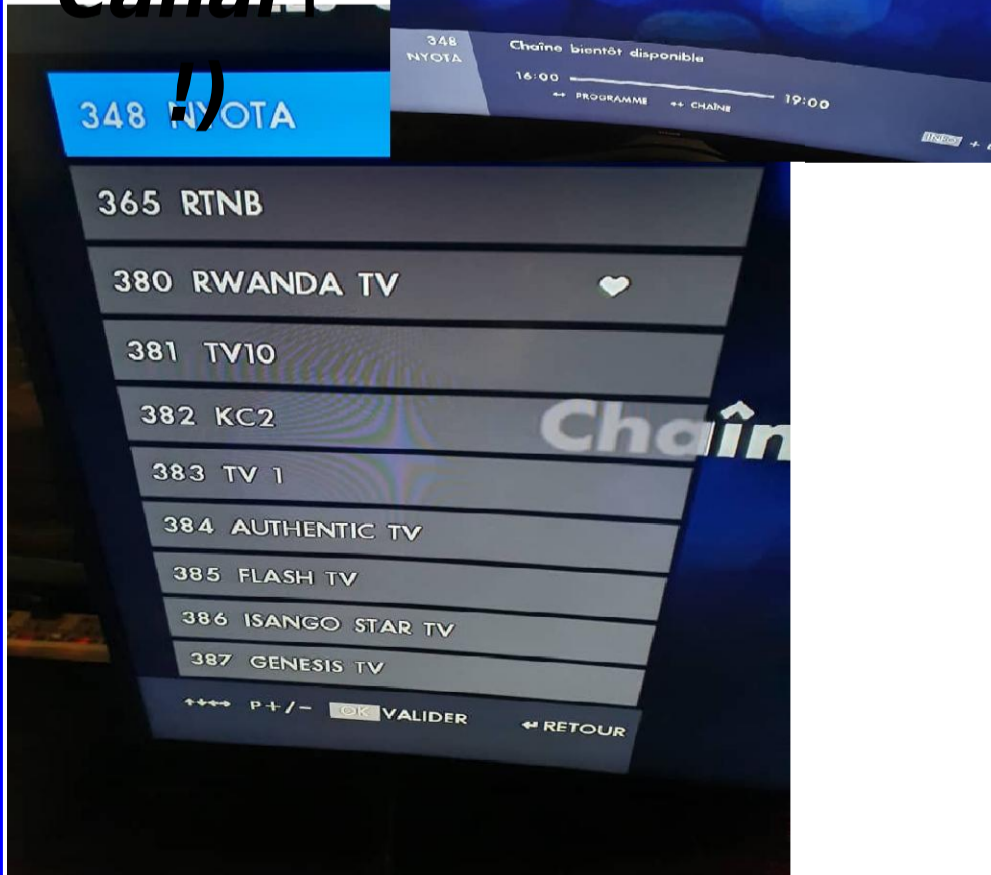 Canal+
!)
348 NYOTA
Chaîne bientôt disponible
16:00 19:00
↔ PROGRAMME ↔ CHAÎNE
INFO +
348 NYOTA
365 RTNB
380 RWANDA TV
381 TV10
382 KC2
383 TV 1
384 AUTHENTIC TV
385 FLASH TV
386 ISANGO STAR TV
387 GENESIS TV
Chaîn
P+/- OK VALIDER
RETOUR